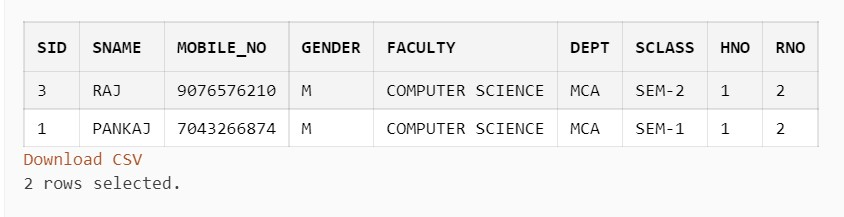 SID SNAME MOBILE_NO GENDER FACULTY DEPT SCLASS HNO RNO
3 RAJ 9076576210 M COMPUTER SCIENCE MCA SEM-2 1 2
1 PANKAJ 7043266874 M COMPUTER SCIENCE MCA SEM-1 1 2
Download CSV
2 rows selected.